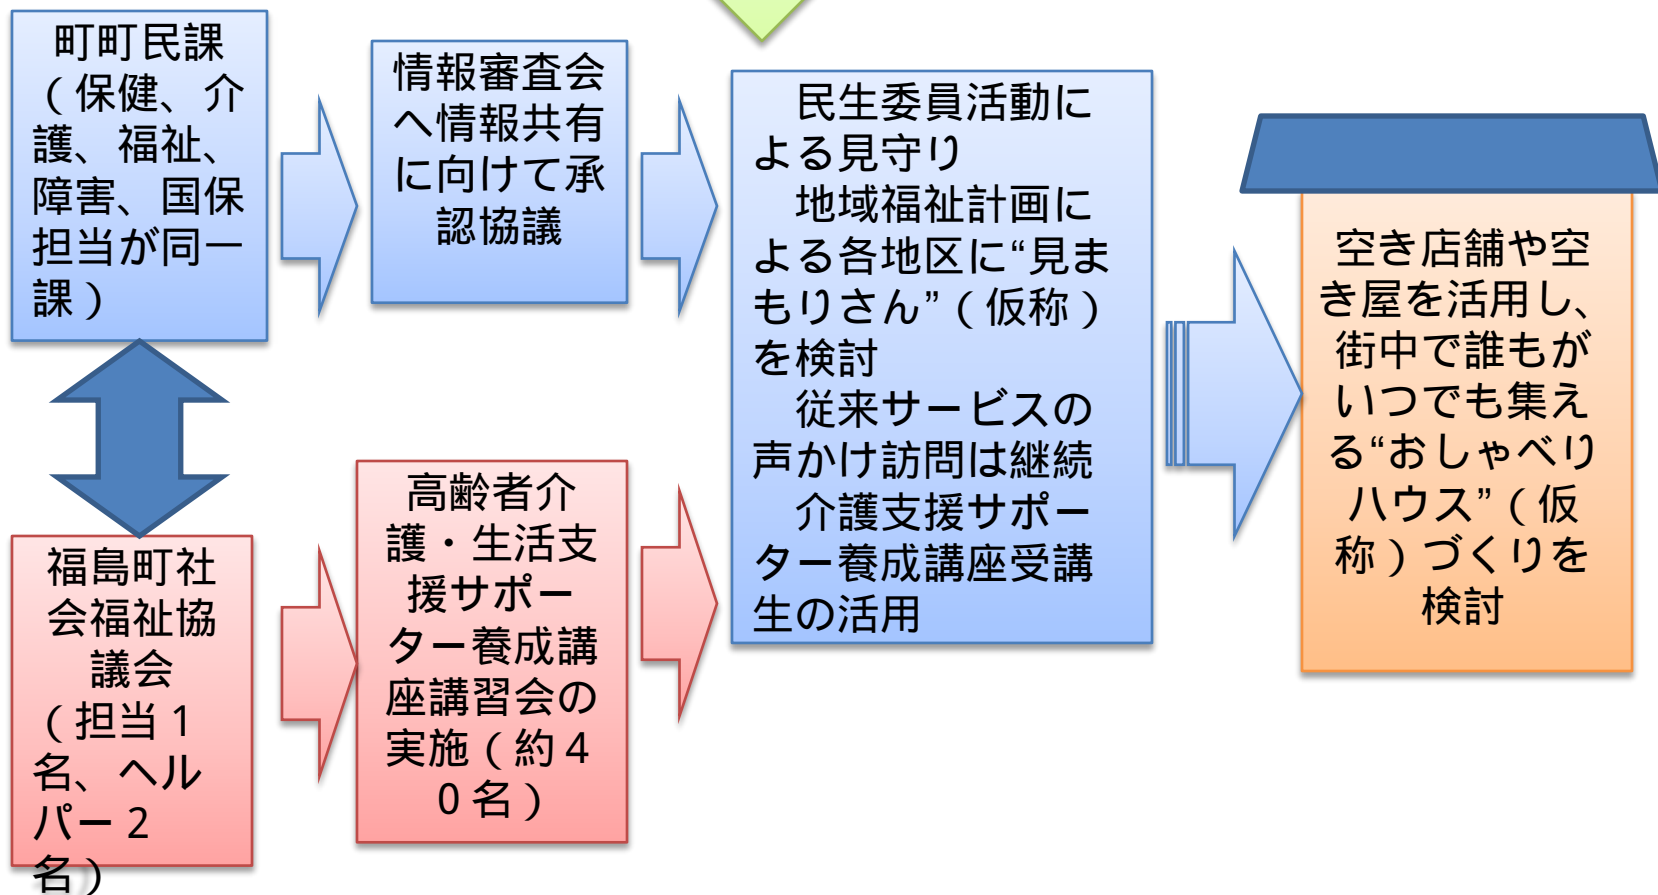 町町民課
（保健、介
護、福祉、
障害、国保
担当が同一
課）
情報審査会
へ情報共有
に向けて承
認協議
民生委員活動に
よる見守り
地域福祉計画に
よる各地区に“見ま
もりさん”（仮称）
を検討
従来サービスの
声かけ訪問は継続
介護支援サポー
ター養成講座受講
生の活用
空き店舗や空
き屋を活用し、
街中で誰もが
いつでも集え
る“おしゃべり
ハウス”（仮
称）づくりを
検討
福島町社
会福祉協
議会
（担当１
名、ヘル
パー２
名）
高齢者介
護・生活支
援サポー
ター養成講
座講習会の
実施（約４
０名）